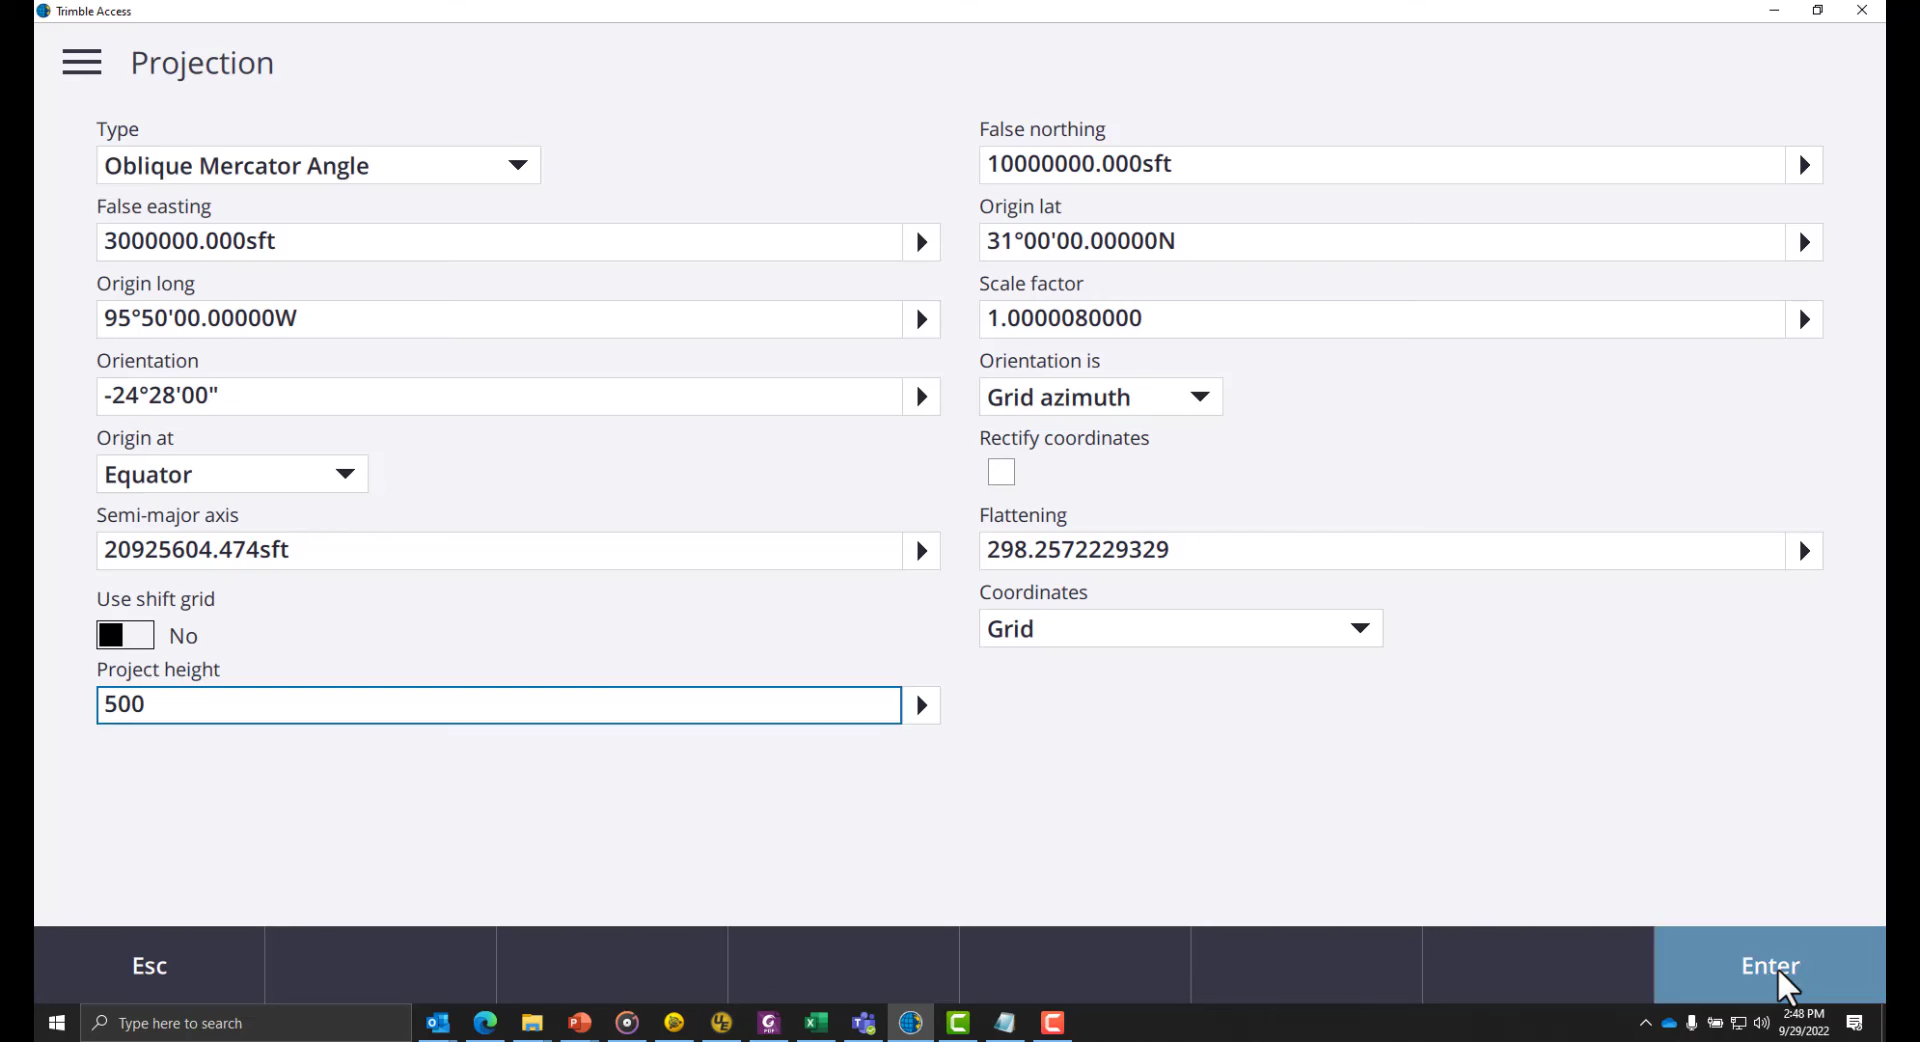 Trimble Access
Projection
Type
Oblique Mercator Angle
False northing
10000000.000sft
False easting
3000000.000sft
Origin lat
31°00'00.00000N
Origin long
95°50'00.00000W
Scale factor
1.0000080000
Orientation
-24°28'00"
Orientation is
Grid azimuth
Origin at
Equator
Rectify coordinates
Semi-major axis
20925604.474sft
Flattening
298.2572229329
Use shift grid
No
Coordinates
Grid
Project height
500
Esc
Enter
Type here to search
2:48 PM
9/29/2022